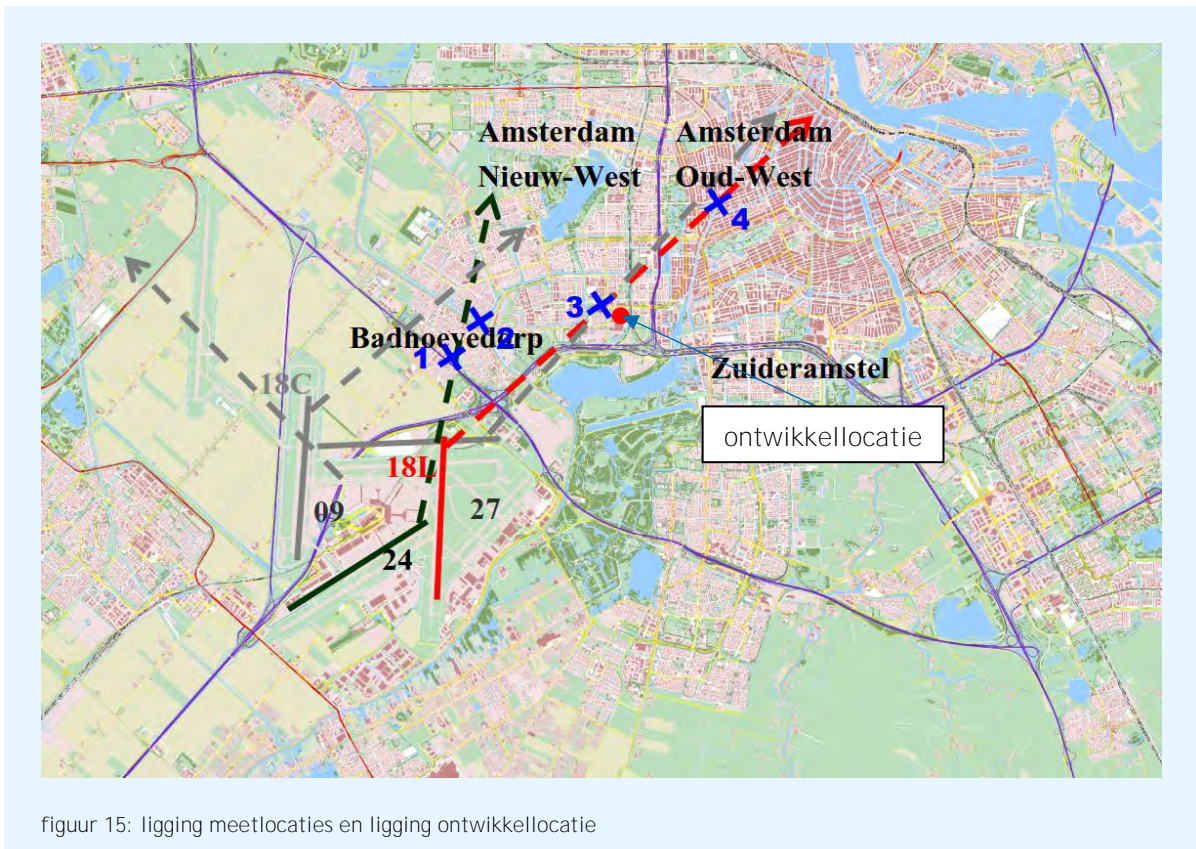 Amsterdam
Nieuw-West
Amsterdam
Oud-West
4
3
Badhoevedorp
1
2
Zuideramstel
18C
ontwikkellocatie
18L
09
27
24
figuur 15: ligging meetlocaties en ligging ontwikkellocatie